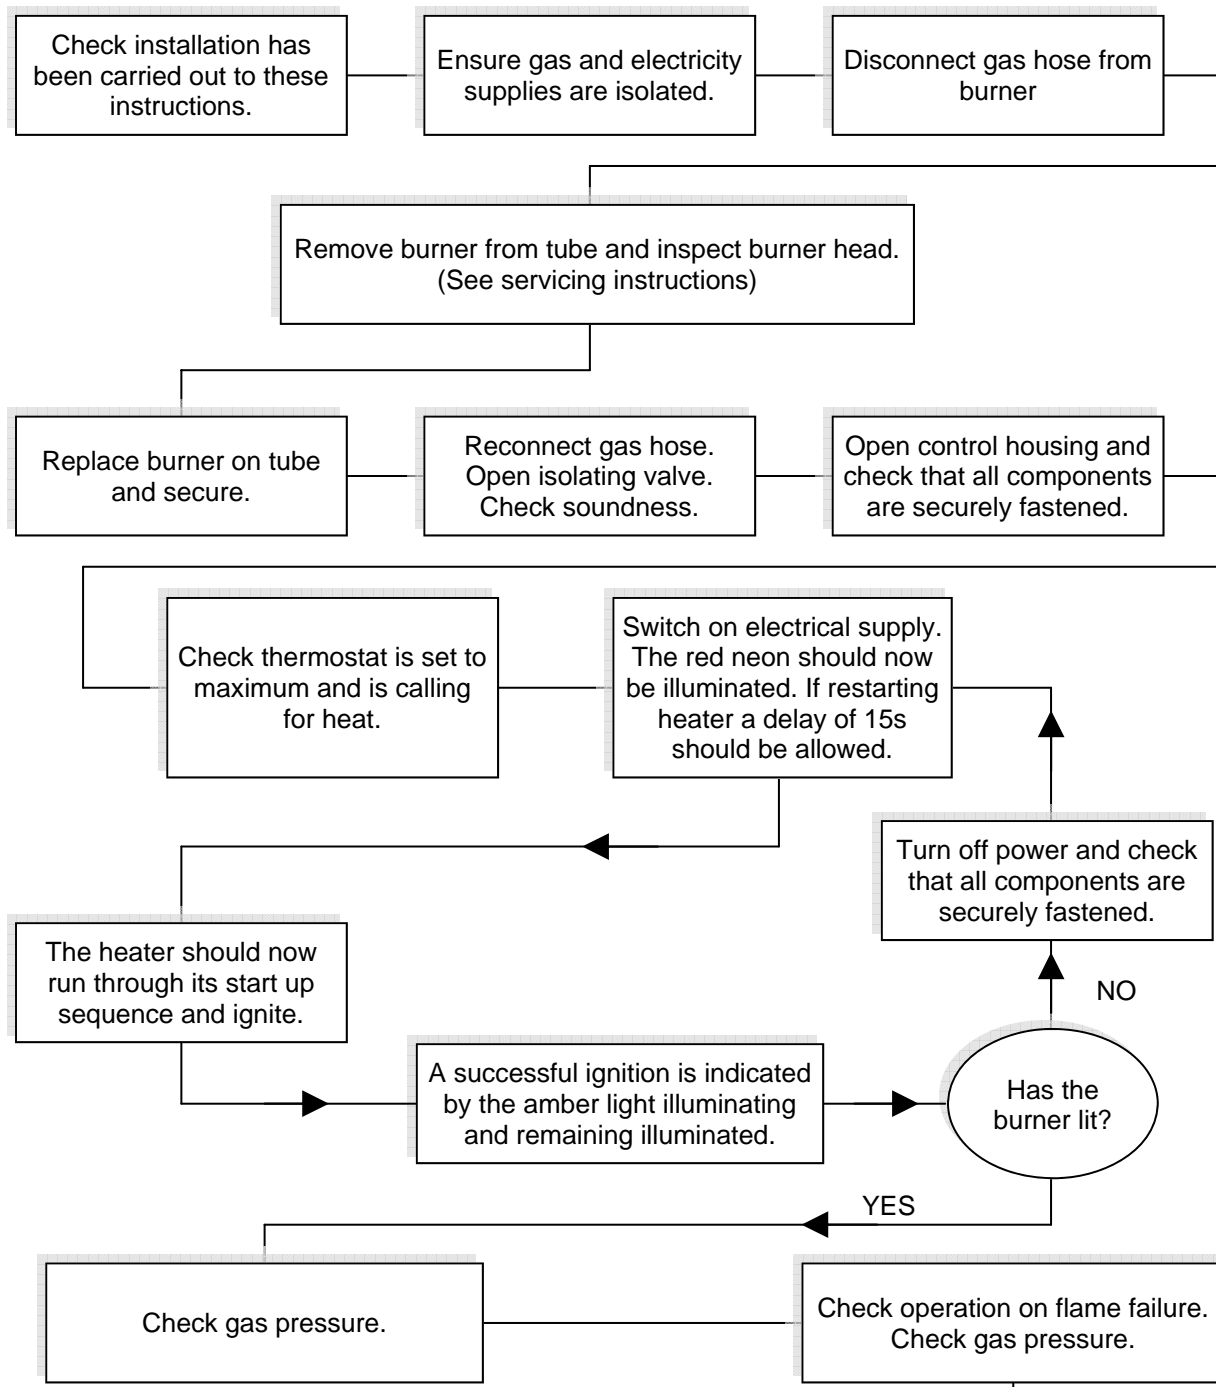 Check installation has
been carried out to these
instructions.
Ensure gas and electricity
supplies are isolated.
Disconnect gas hose from
burner
Remove burner from tube and inspect burner head.
(See servicing instructions)
Replace burner on tube
and secure.
Reconnect gas hose.
Open isolating valve.
Check soundness.
Open control housing and
check that all components
are securely fastened.
Check thermostat is set to
maximum and is calling
for heat.
Switch on electrical supply.
The red neon should now
be illuminated. If restarting
heater a delay of 15s
should be allowed.
Turn off power and check
that all components are
securely fastened.
The heater should now
run through its start up
sequence and ignite.
NO
A successful ignition is indicated
by the amber light illuminating
and remaining illuminated.
Has the
burner lit?
YES
Check gas pressure.
Check operation on flame failure.
Check gas pressure.